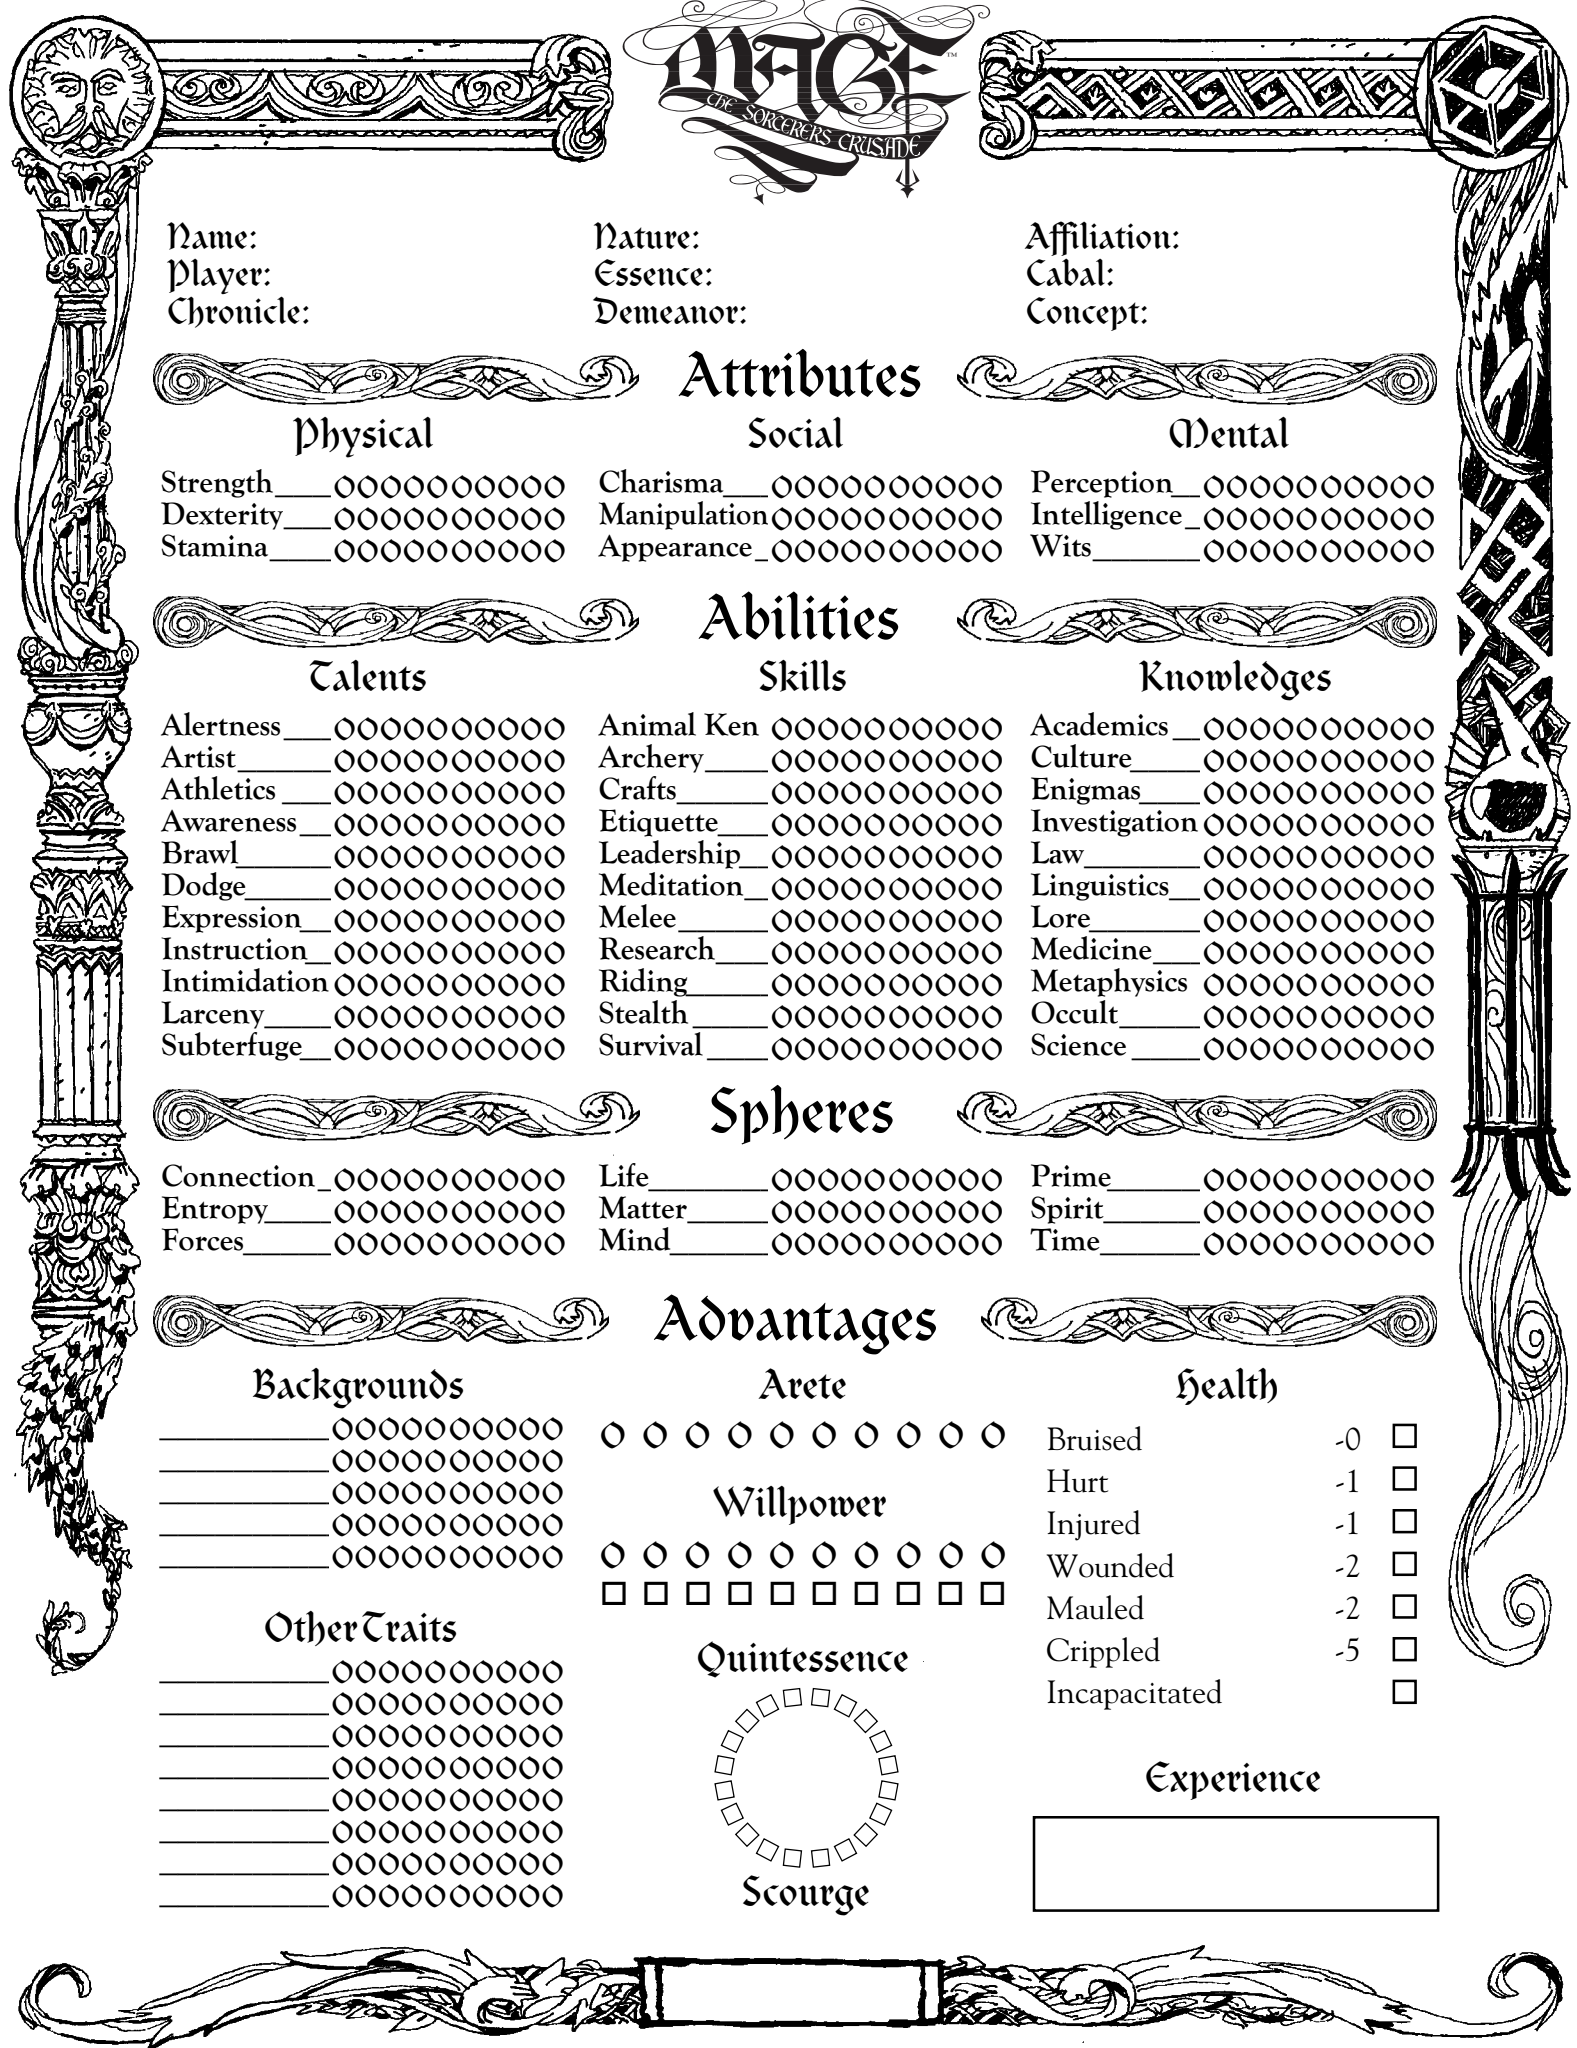 MAGE™
THE SORCERERS CRUSADE
Name:
Nature:
Affiliation:
Player:
Essence:
Cabal:
Chronicle:
Demeanor:
Concept:
Attributes
Physical
Social
Mental
Strength
Charisma
Perception
Dexterity
Manipulation
Intelligence
Stamina
Appearance
Wits
Abilities
Talents
Skills
Knowledges
Alertness
Animal Ken
Academics
Artist
Archery
Culture
Athletics
Crafts
Enigmas
Awareness
Etiquette
Investigation
Brawl
Leadership
Law
Dodge
Meditation
Linguistics
Expression
Melee
Lore
Instruction
Research
Medicine
Intimidation
Riding
Metaphysics
Larceny
Stealth
Occult
Subterfuge
Survival
Science
Spheres
Connection
Life
Prime
Entropy
Matter
Spirit
Forces
Mind
Time
Advantages
Backgrounds
Arete
Health
Bruised -0
Hurt -1
Willpower
Injured -1
Wounded -2
Mauled -2
Other Traits
Crippled -5
Quintessence
Incapacitated
Experience
Scourge